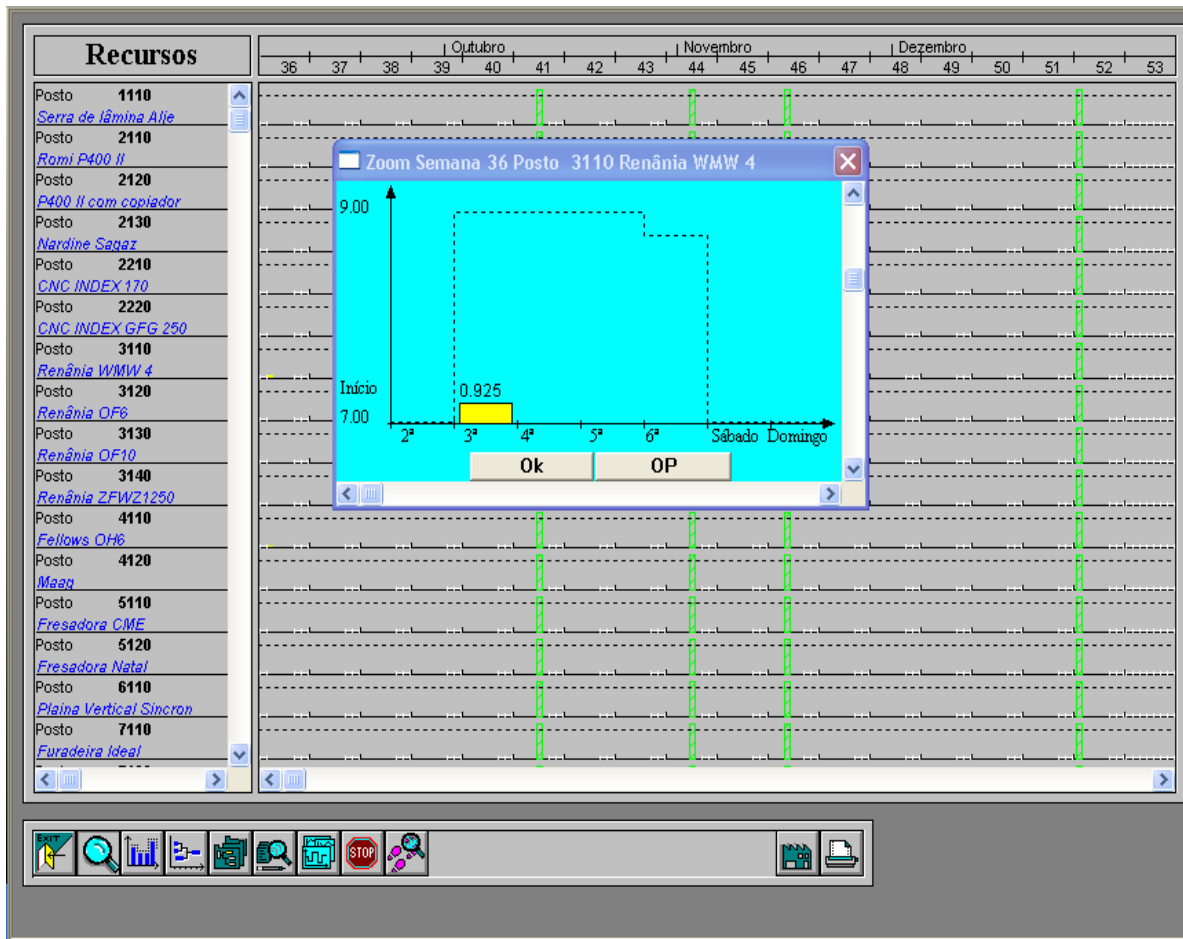 Recursos
Outubro Novembro Dezembro
36 37 38 39 40 41 42 43 44 45 46 47 48 49 50 51 52 53
Posto 1110
Serra de lâmina Alje
Posto 2110
Romi P400 II
Posto 2120
P400 II com copiador
Posto 2130
Nardine Sagaz
Posto 2210
CNC INDEX 170
Posto 2220
CNC INDEX GFG 250
Posto 3110
Renânia WMW 4
Posto 3120
Renânia OF6
Posto 3130
Renânia OF10
Posto 3140
Renânia ZFWZ1250
Posto 4110
Fellows OH6
Posto 4120
Maag
Posto 5110
Fresadora CME
Posto 5120
Fresadora Natal
Posto 6110
Plaina Vertical Sincron
Posto 7110
Furadeira Ideal
Zoom Semana 36 Posto 3110 Renânia WMW 4
9.00
Início 0.925
7.00
2ª 3ª 4ª 5ª 6ª Sábado Domingo
Ok OP
EXIT
STOP